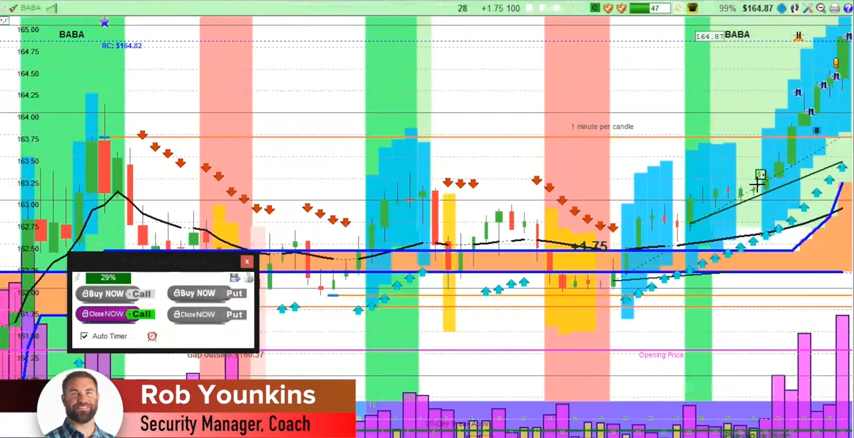 BABA
28
+1.75 100
47
99%
$164.87
165.00
BABA
RC: $164.82
164.87
BABA
H
164.75
164.50
164.25
164.00
163.75
1 minute per candle
163.50
163.25
163.00
162.75
+1.75
162.50
29%
Buy NOW Call
Buy NOW Put
Close NOW Call
Close NOW Put
Auto Timer
Opening Price
Rob Younkins
Security Manager, Coach